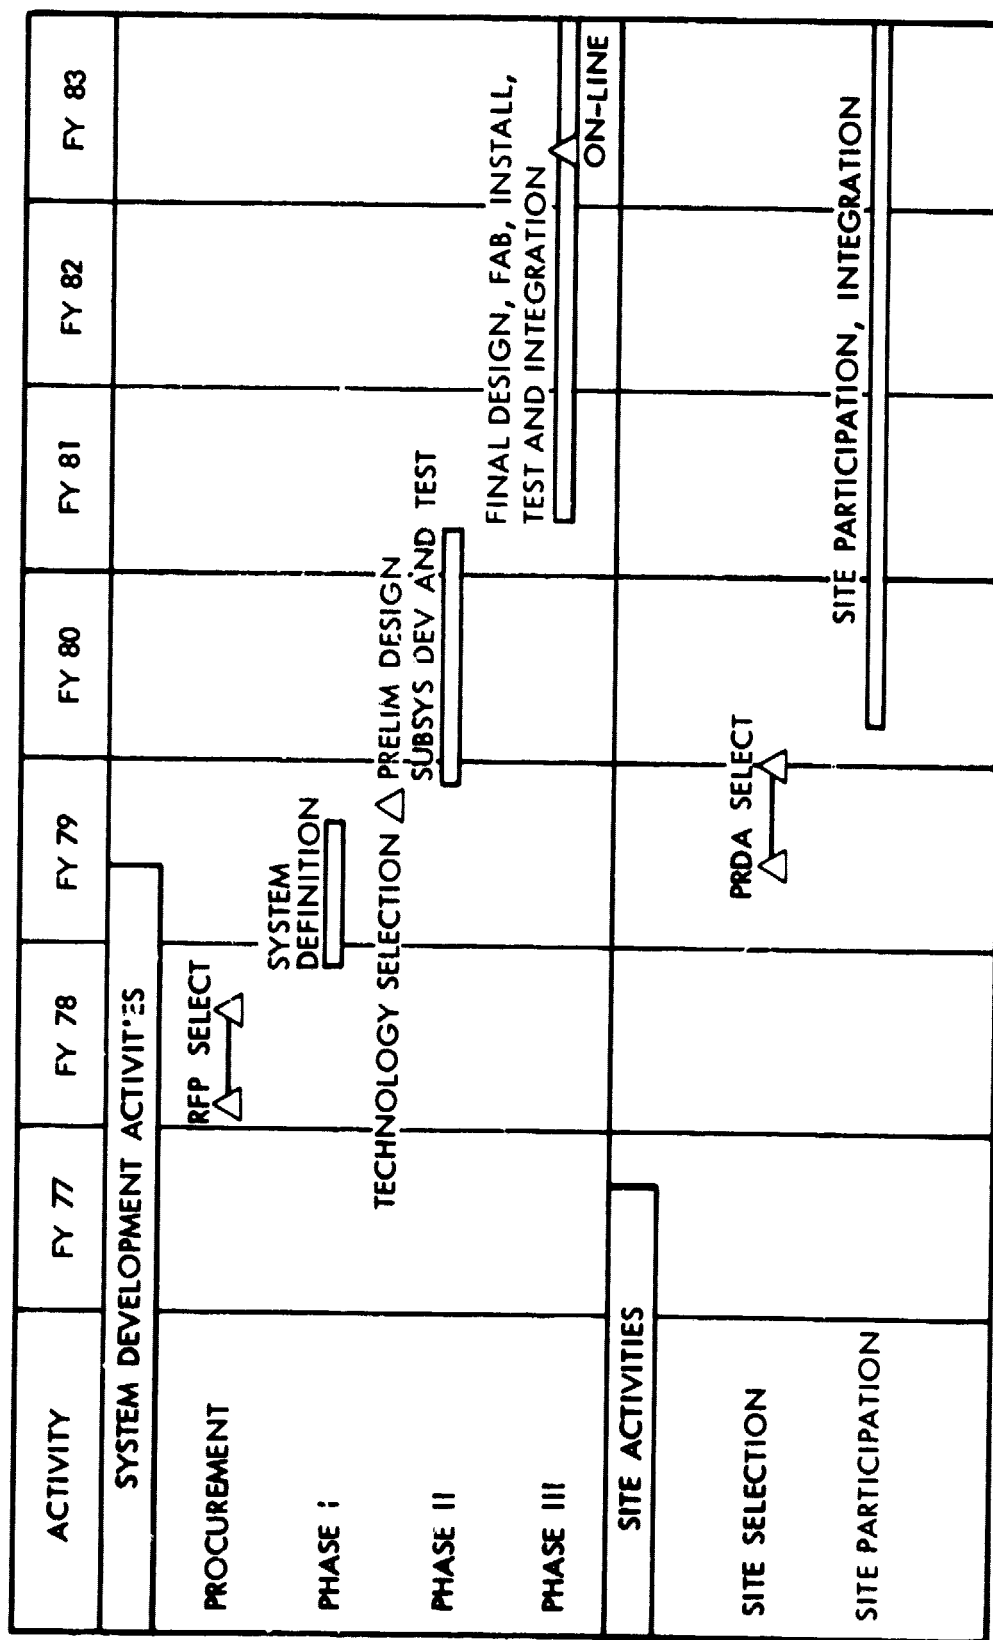 ACTIVITY
FY 77
FY 78
FY 79
FY 80
FY 81
FY 82
FY 83
SYSTEM DEVELOPMENT ACTIVITIES
PROCUREMENT
RFP SELECT
PHASE I
SYSTEM
DEFINITION
TECHNOLOGY SELECTION
PHASE II
PRELIM DESIGN
SUBSYS DEV AND TEST
PHASE III
FINAL DESIGN, FAB, INSTALL,
TEST AND INTEGRATION
ON-LINE
SITE ACTIVITIES
SITE SELECTION
PRDA SELECT
SITE PARTICIPATION
SITE PARTICIPATION, INTEGRATION